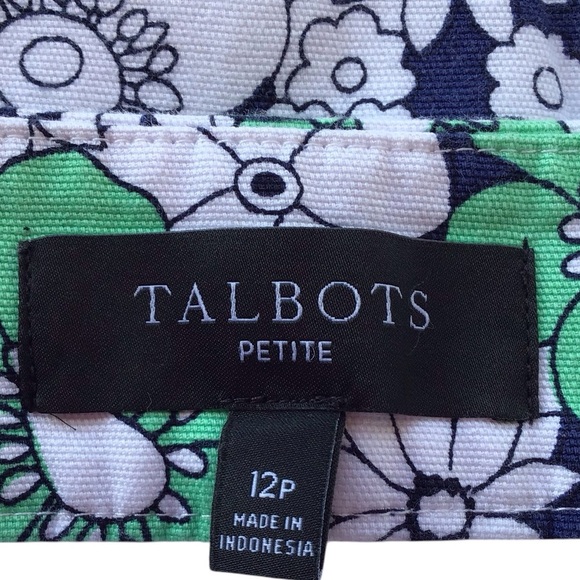 TALBOTS
PETITE
12P
MADE IN
INDONESIA